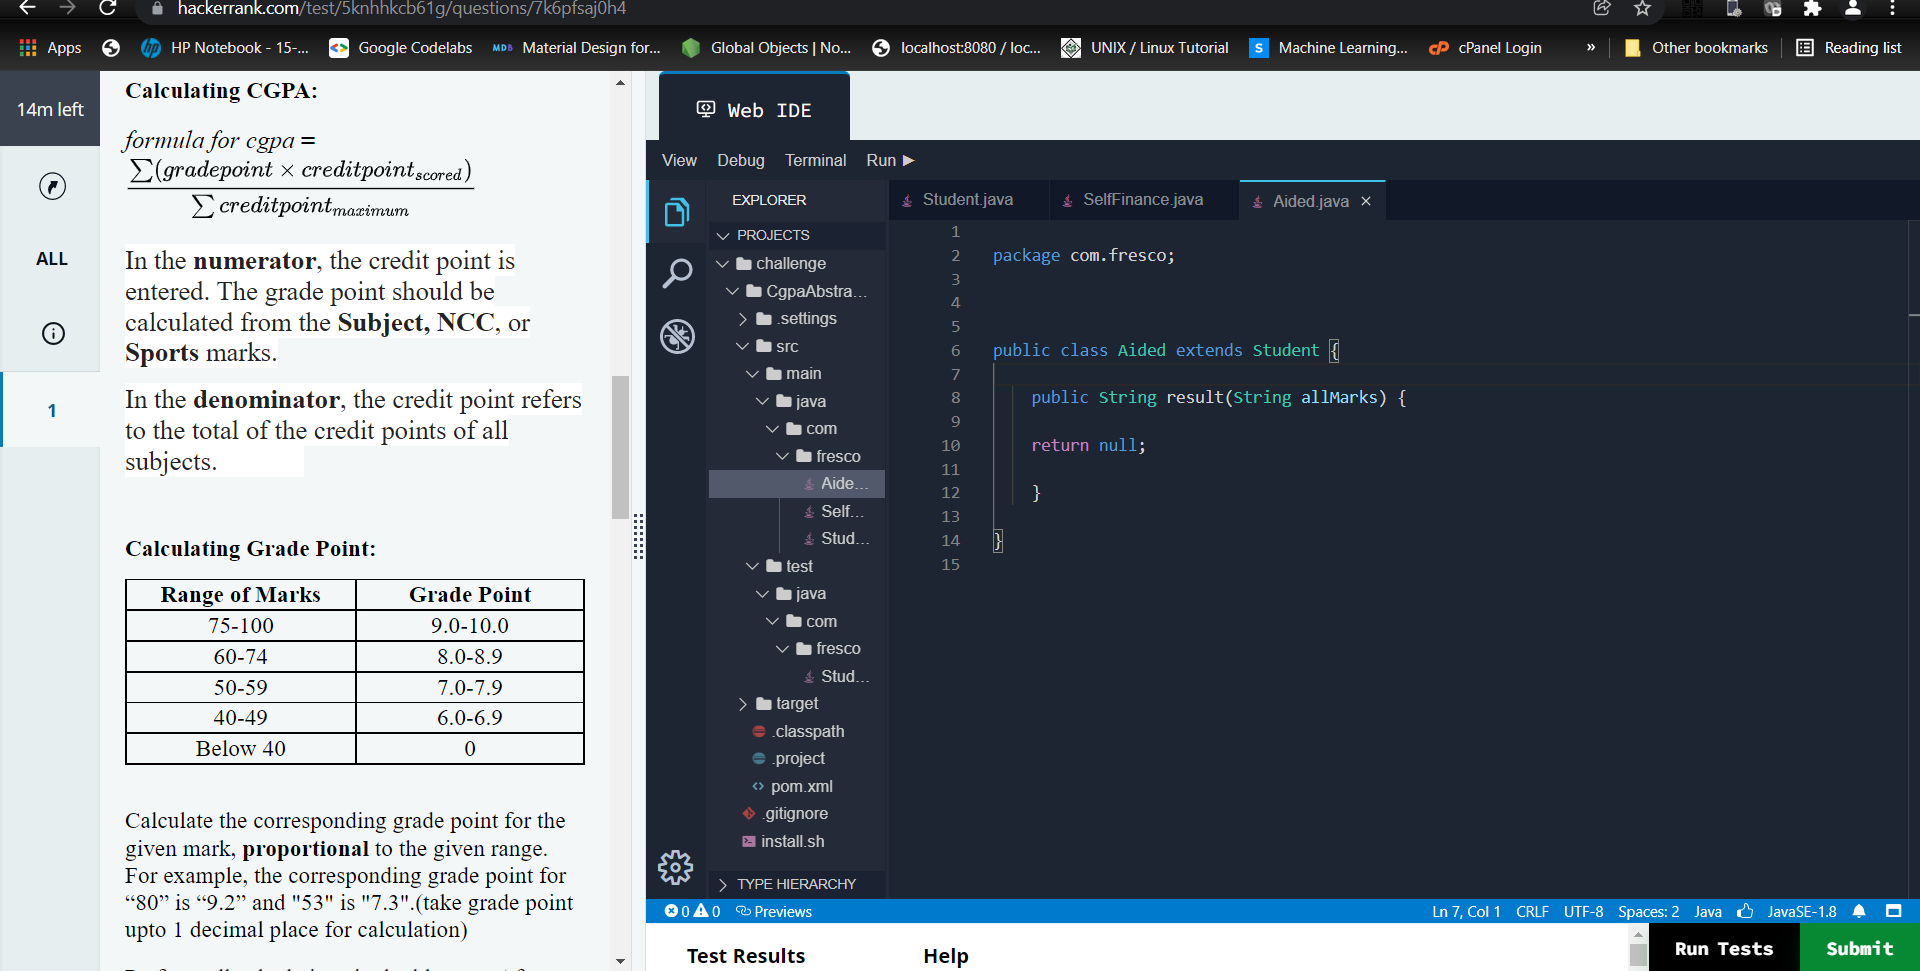 hackerrank.com/test/5knhhkcb61g/questions/7k6pfsaj0h4
Apps
HP Notebook - 15-...
Google Codelabs
MDB Material Design for...
Global Objects | No...
localhost:8080 / loc...
UNIX / Linux Tutorial
S Machine Learning...
cP cPanel Login
»
Other bookmarks
Reading list
14m left
ALL
1
Calculating CGPA:
formula for cgpa =
∑(gradepoint × creditpoint scored)
∑ creditpoint maximum
In the numerator, the credit point is
entered. The grade point should be
calculated from the Subject, NCC, or
Sports marks.
In the denominator, the credit point refers
to the total of the credit points of all
subjects.
Calculating Grade Point:
Range of Marks Grade Point
75-100 9.0-10.0
60-74 8.0-8.9
50-59 7.0-7.9
40-49 6.0-6.9
Below 40 0
Calculate the corresponding grade point for the
given mark, proportional to the given range.
For example, the corresponding grade point for
“80” is “9.2” and "53" is "7.3".(take grade point
upto 1 decimal place for calculation)
Web IDE
View Debug Terminal Run
EXPLORER
PROJECTS
challenge
CgpaAbstra...
.settings
src
main
java
com
fresco
Aide...
Self...
Stud...
test
java
com
fresco
Stud...
target
.classpath
.project
pom.xml
.gitignore
install.sh
TYPE HIERARCHY
Student.java SelfFinance.java Aided.java ×
1
2 package com.fresco;
3
4
5
6 public class Aided extends Student {
7
8 public String result(String allMarks) {
9
10 return null;
11
12 }
13
14 }
15
0 0 Previews
Ln 7, Col 1 CRLF UTF-8 Spaces: 2 Java JavaSE-1.8
Test Results Help
Run Tests Submit